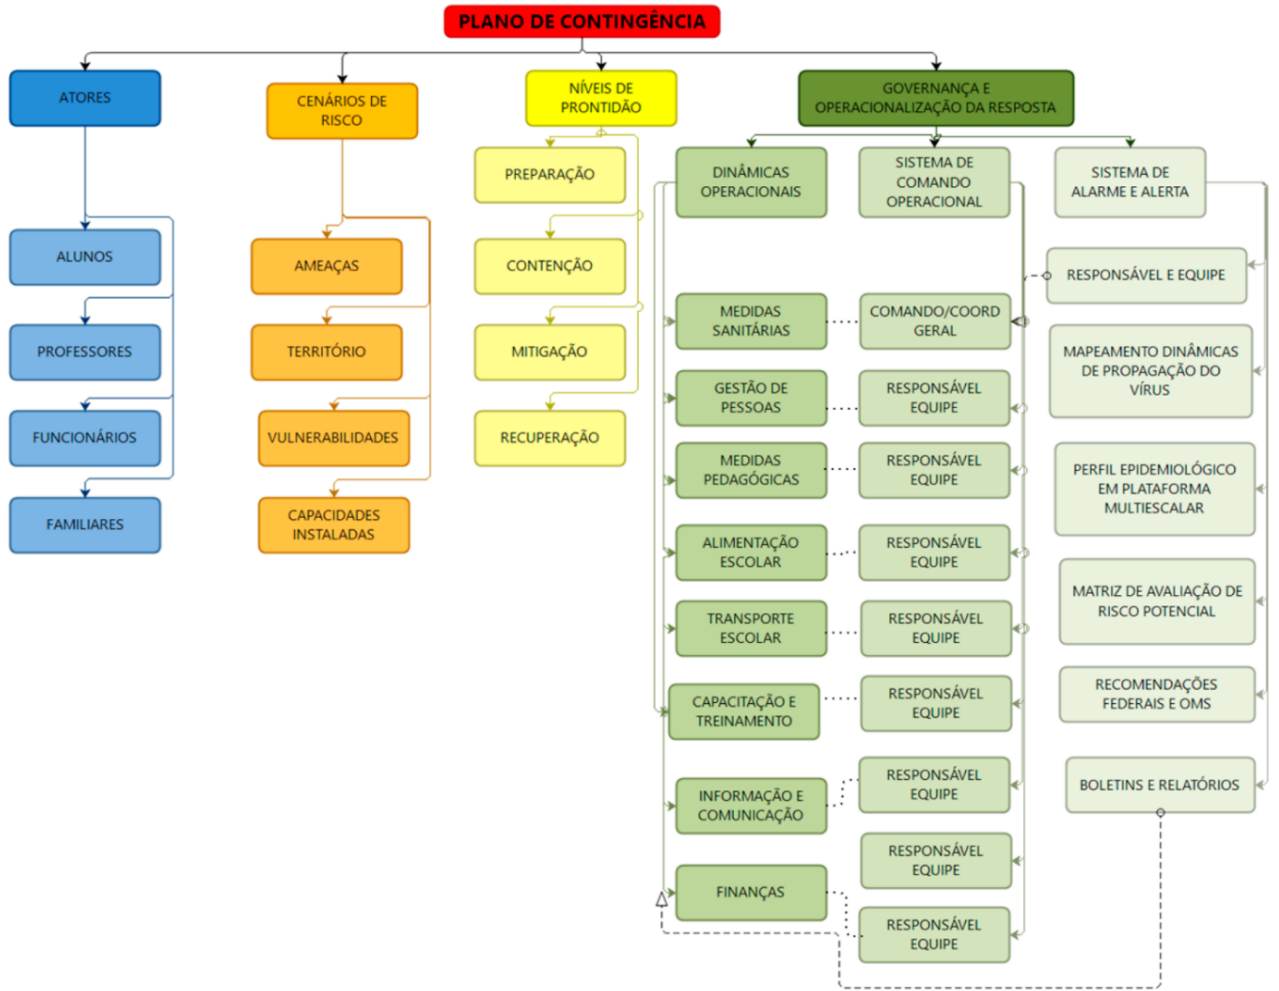 PLANO DE CONTINGÊNCIA
ATORES
ALUNOS
PROFESSORES
FUNCIONÁRIOS
FAMILIARES
CENÁRIOS DE
RISCO
AMEAÇAS
TERRITÓRIO
VULNERABILIDADES
CAPACIDADES
INSTALADAS
NÍVEIS DE
PRONTIDÃO
PREPARAÇÃO
CONTENÇÃO
MITIGAÇÃO
RECUPERAÇÃO
GOVERNANÇA E
OPERACIONALIZAÇÃO DA RESPOSTA
DINÂMICAS
OPERACIONAIS
MEDIDAS
SANITÁRIAS
GESTÃO DE
PESSOAS
MEDIDAS
PEDAGÓGICAS
ALIMENTAÇÃO
ESCOLAR
TRANSPORTE
ESCOLAR
CAPACITAÇÃO E
TREINAMENTO
INFORMAÇÃO E
COMUNICAÇÃO
FINANÇAS
SISTEMA DE
COMANDO
OPERACIONAL
COMANDO/COORD
GERAL
RESPONSÁVEL
EQUIPE
RESPONSÁVEL
EQUIPE
RESPONSÁVEL
EQUIPE
RESPONSÁVEL
EQUIPE
RESPONSÁVEL
EQUIPE
RESPONSÁVEL
EQUIPE
RESPONSÁVEL
EQUIPE
RESPONSÁVEL
EQUIPE
SISTEMA DE
ALARME E ALERTA
RESPONSÁVEL E EQUIPE
MAPEAMENTO DINÂMICAS
DE PROPAGAÇÃO DO
VÍRUS
PERFIL EPIDEMIOLÓGICO
EM PLATAFORMA
MULTIESCALAR
MATRIZ DE AVALIAÇÃO DE
RISCO POTENCIAL
RECOMENDAÇÕES
FEDERAIS E OMS
BOLETINS E RELATÓRIOS